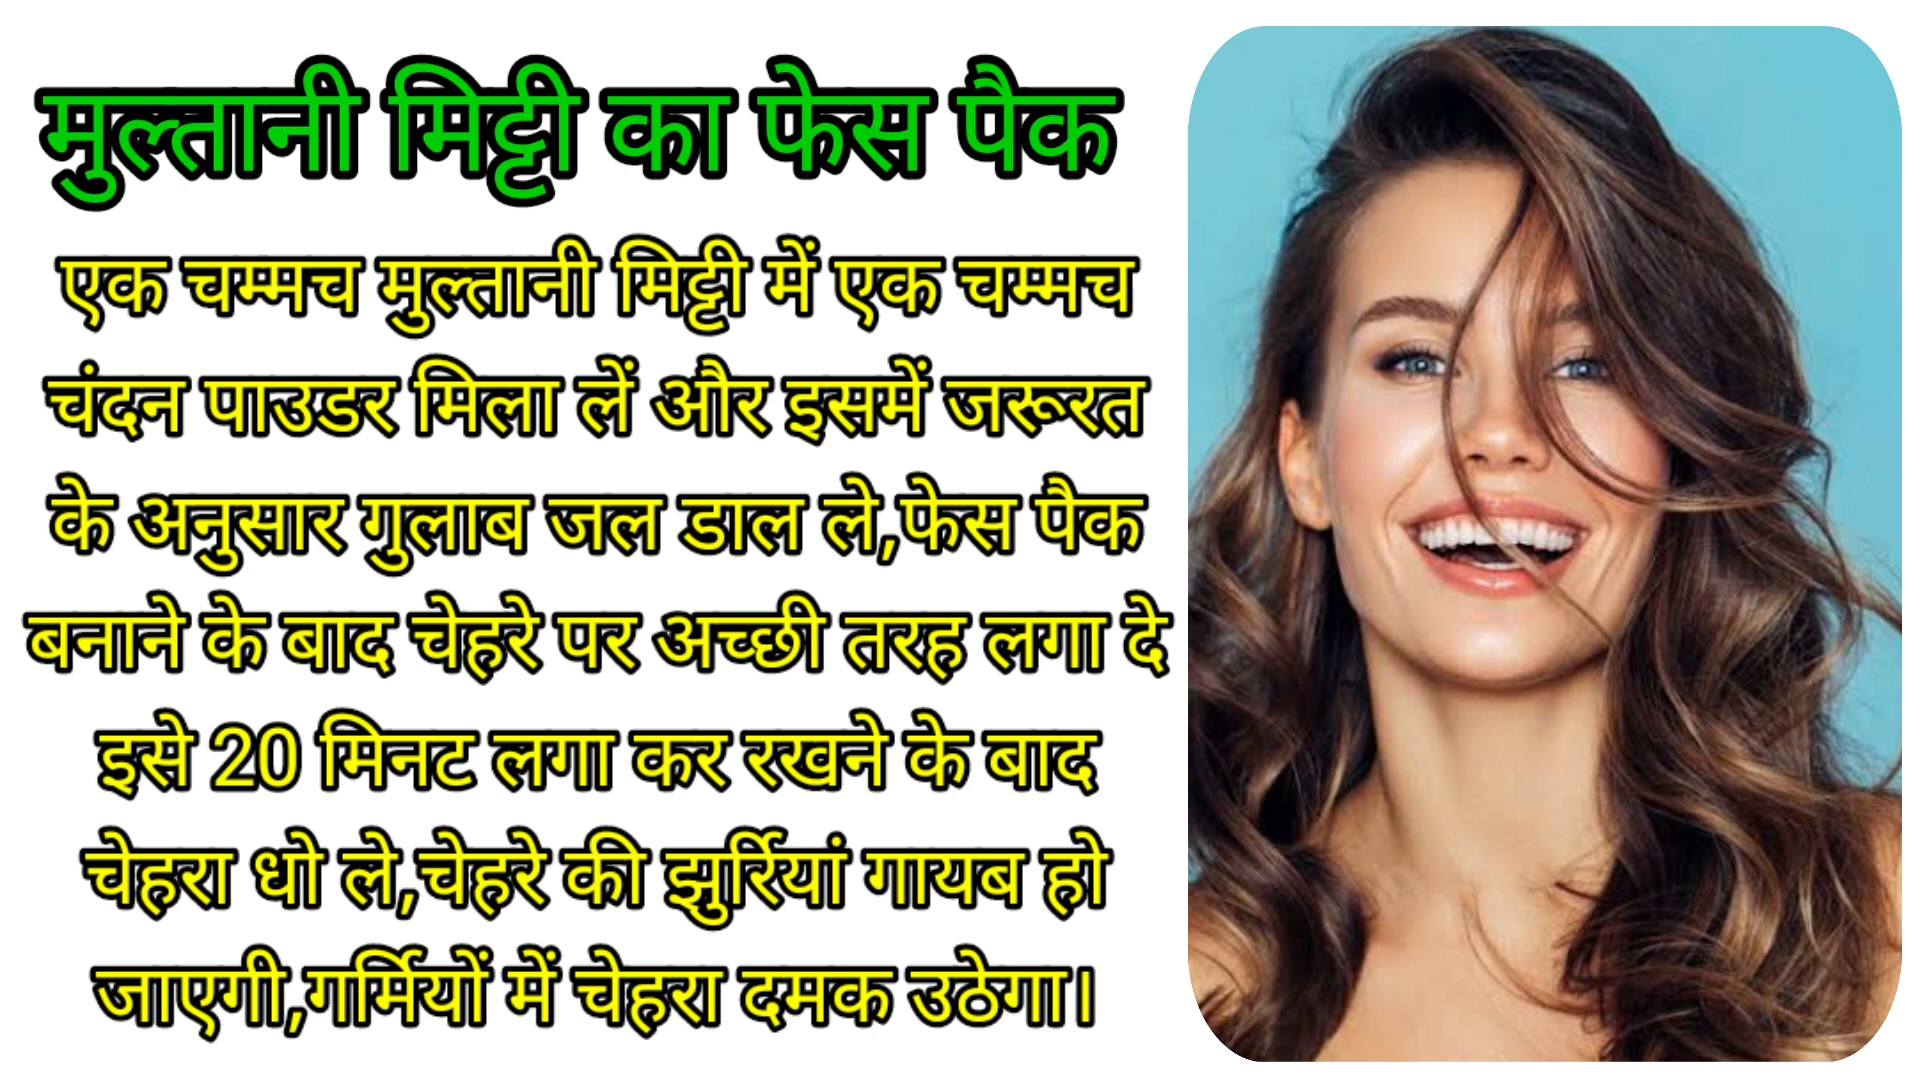 मुल्तानी मिट्टी का फेस पैक
एक चम्मच मुल्तानी मिट्टी में एक चम्मच
चंदन पाउडर मिला लें और इसमें जरूरत
के अनुसार गुलाब जल डाल ले,फेस पैक
बनाने के बाद चेहरे पर अच्छी तरह लगा दे
इसे 20 मिनट लगा कर रखने के बाद
चेहरा धो ले,चेहरे की झुर्रियां गायब हो
जाएगी,गर्मियों में चेहरा दमक उठेगा।